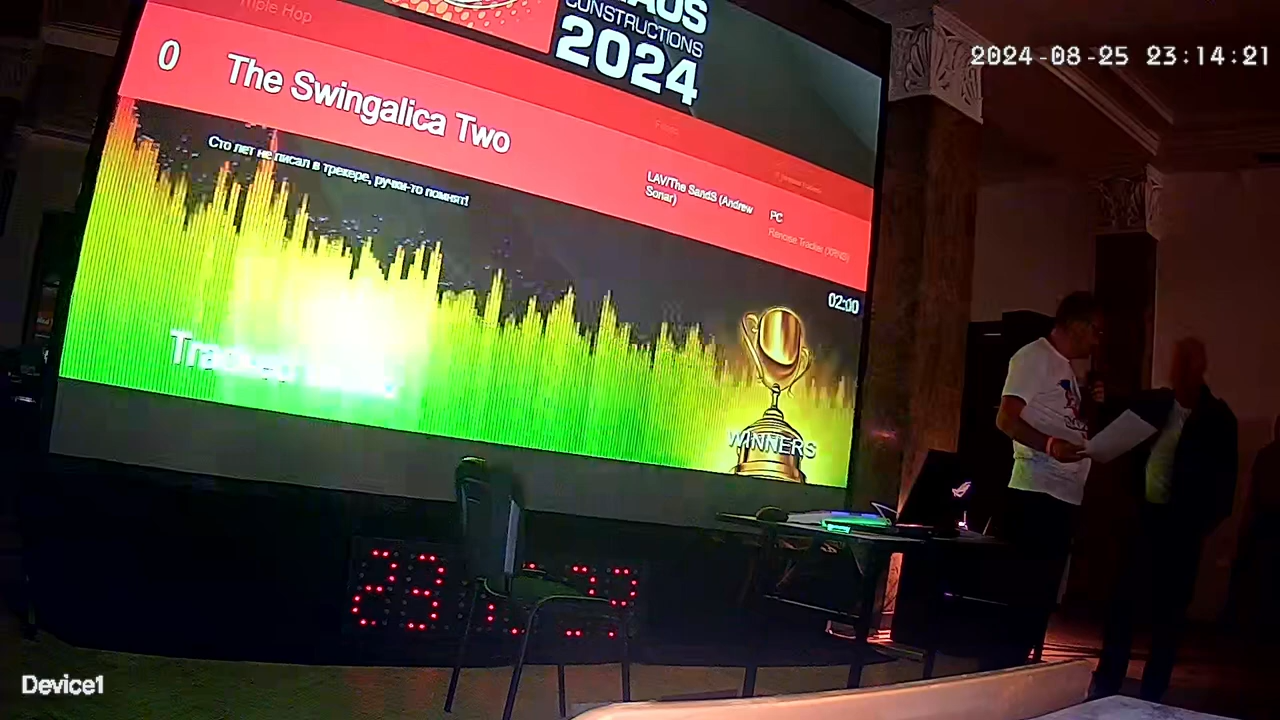 CONSTRUCTIONS
2024
2024-08-25 23:14:21
Triple Hop
0 The Swingalica Two
Сто лет не писал в трекере, ручки-то помнят!
LAV/The SandS (Andrew
Sonar)
PC
Renoise Tracker (XRNS)
02:00
WINNERS
Device1